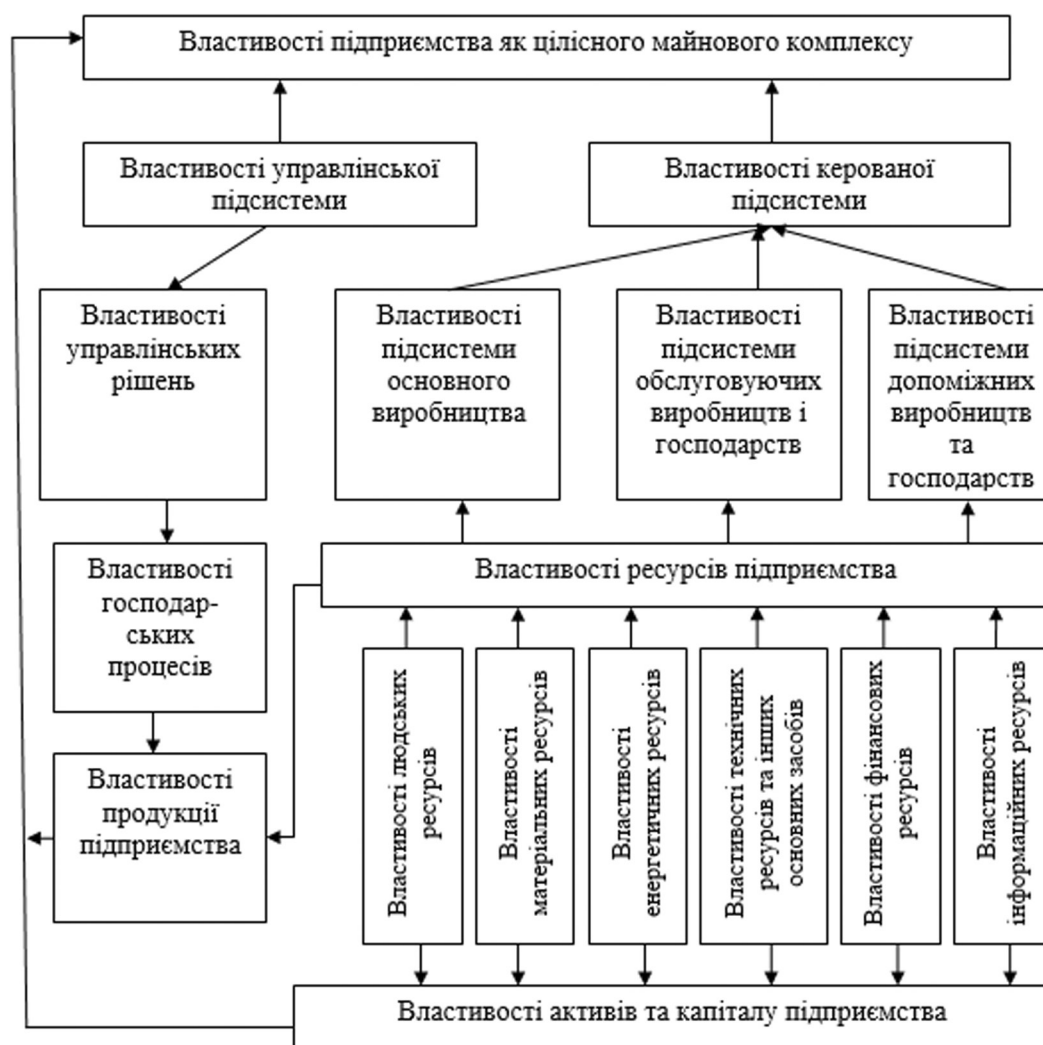 Властивості підприємства як цілісного майнового комплексу
Властивості управлінської
підсистеми
Властивості керованої
підсистеми
Властивості
управлінських
рішень
Властивості
підсистеми
основного
виробництва
Властивості
підсистеми
обслуговуючих
виробництв і
господарств
Властивості
підсистеми
допоміжних
виробництв
та
господарств
Властивості
господар-
ських
процесів
Властивості ресурсів підприємства
Властивості
продукції
підприємства
Властивості людських
ресурсів
Властивості
матеріальних ресурсів
Властивості
енергетичних ресурсів
Властивості технічних
ресурсів та інших
основних засобів
Властивості фінансових
ресурсів
Властивості
інформаційних ресурсів
Властивості активів та капіталу підприємства